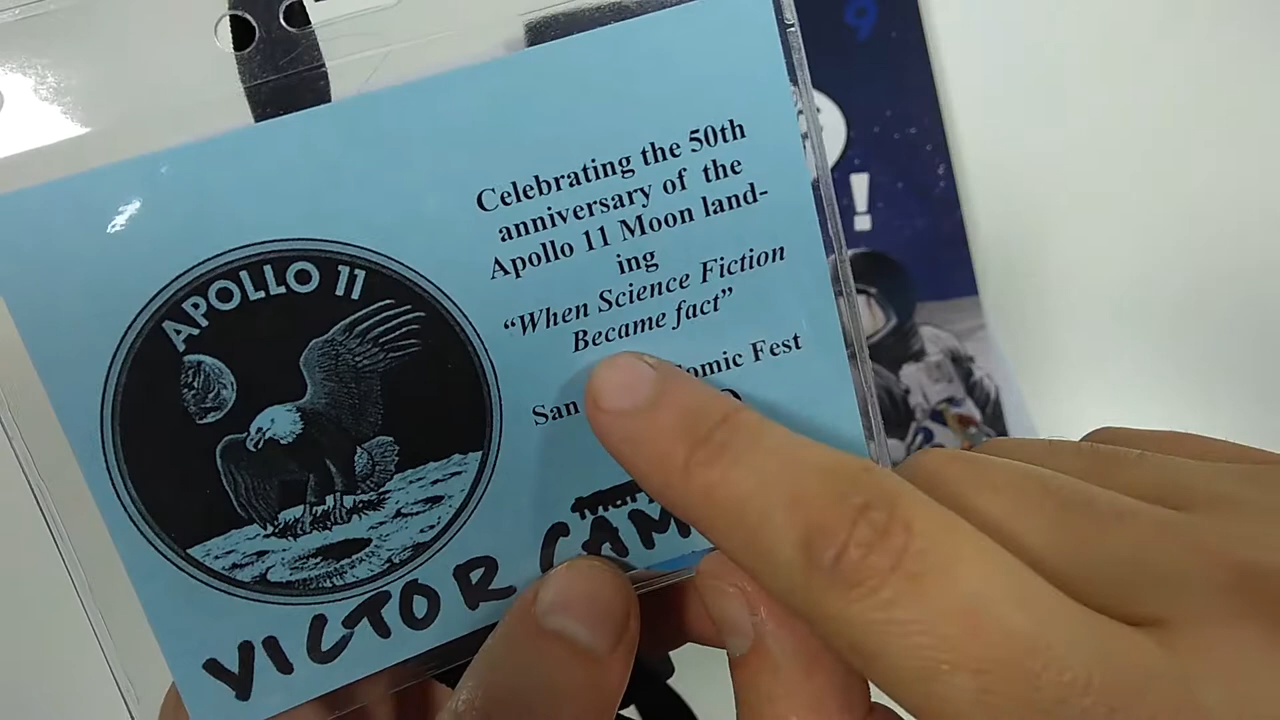 APOLLO 11
Celebrating the 50th
anniversary of the
Apollo 11 Moon land-
ing
“When Science Fiction
Became fact”
San Fest
VICTOR
9
!